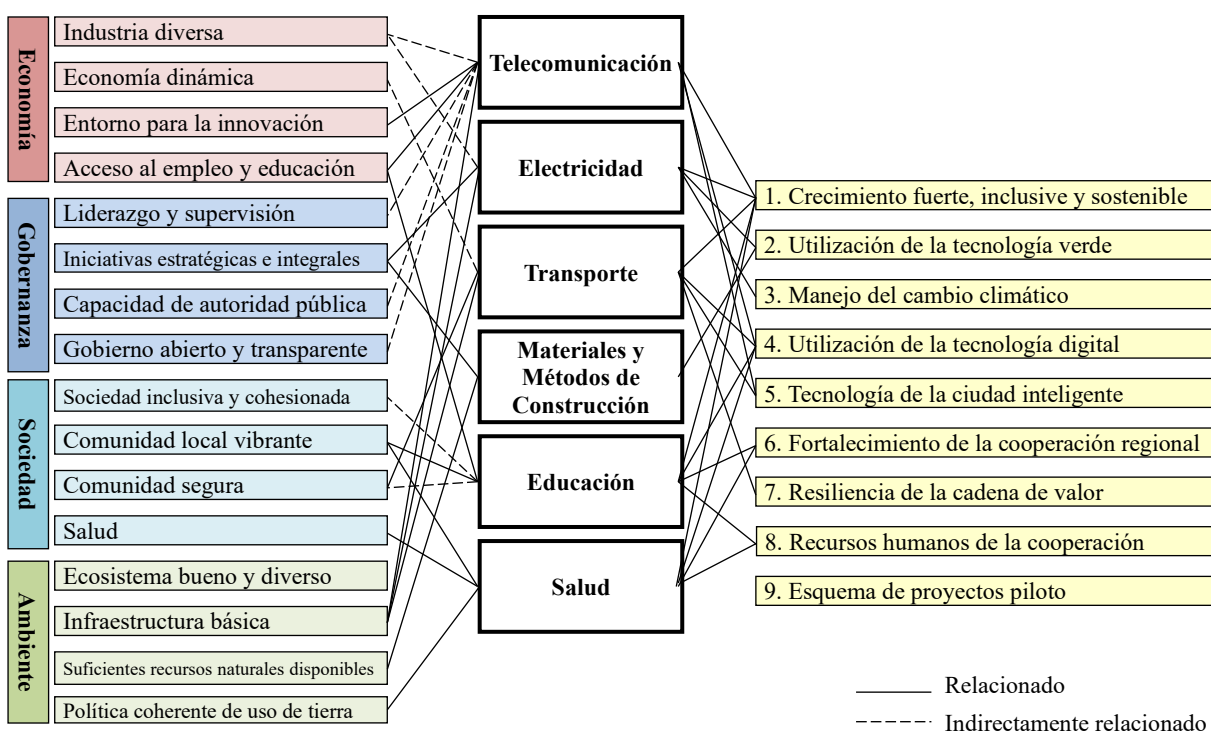 Economía
Industria diversa
Economía dinámica
Entorno para la innovación
Acceso al empleo y educación
Gobernanza
Liderazgo y supervisión
Iniciativas estratégicas e integrales
Capacidad de autoridad pública
Gobierno abierto y transparente
Sociedad
Sociedad inclusiva y cohesionada
Comunidad local vibrante
Comunidad segura
Salud
Ambiente
Ecosistema bueno y diverso
Infraestructura básica
Suficientes recursos naturales disponibles
Política coherente de uso de tierra
Telecomunicación
Electricidad
Transporte
Materiales y
Métodos de
Construcción
Educación
Salud
1. Crecimiento fuerte, inclusive y sostenible
2. Utilización de la tecnología verde
3. Manejo del cambio climático
4. Utilización de la tecnología digital
5. Tecnología de la ciudad inteligente
6. Fortalecimiento de la cooperación regional
7. Resiliencia de la cadena de valor
8. Recursos humanos de la cooperación
9. Esquema de proyectos piloto
Relacionado
Indirectamente relacionado